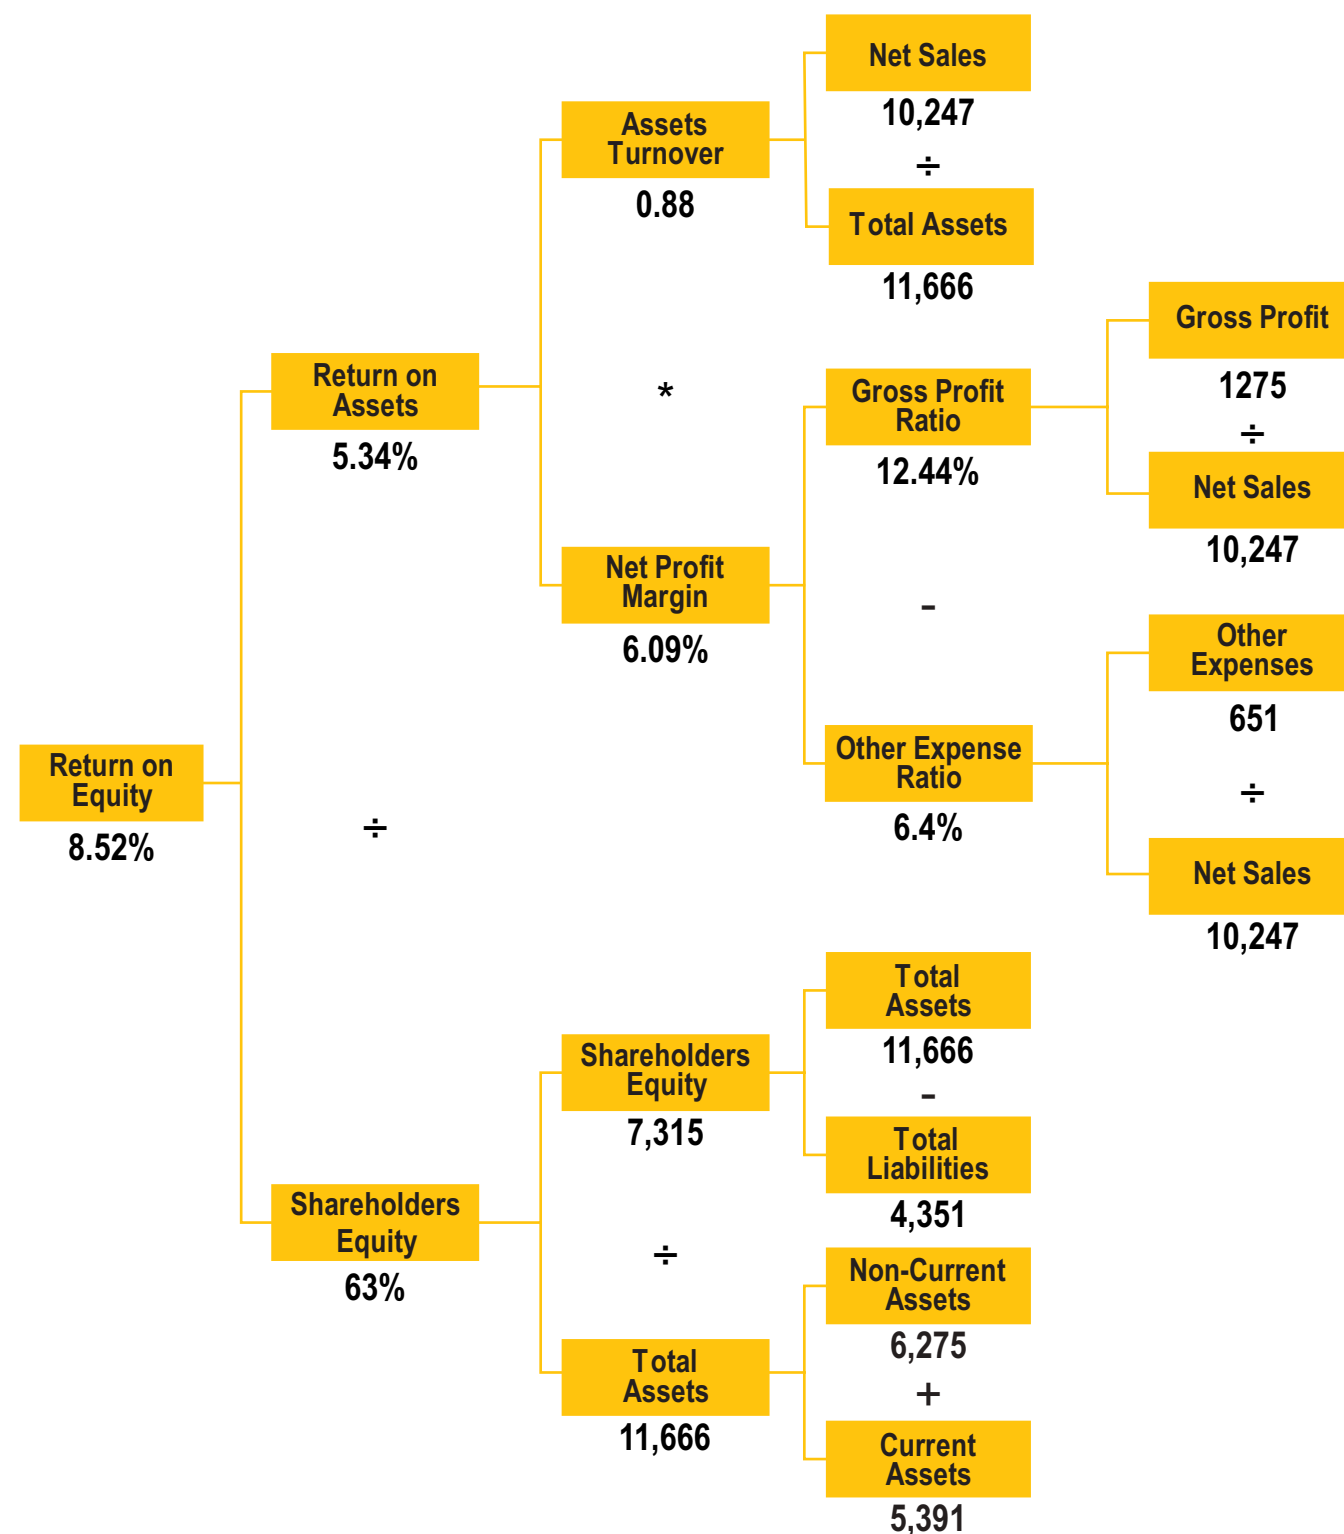 Net Sales
10,247
÷
Total Assets
11,666
Assets
Turnover
0.88
*
Return on
Assets
5.34%
Gross Profit
Ratio
12.44%
-
Gross Profit
1275
÷
Net Sales
10,247
Net Profit
Margin
6.09%
Other Expense
Ratio
6.4%
Other
Expenses
651
÷
Net Sales
10,247
Return on
Equity
8.52%
÷
Shareholders
Equity
63%
Shareholders
Equity
7,315
÷
Total
Assets
11,666
Total
Assets
11,666
-
Total
Liabilities
4,351
Non-Current
Assets
6,275
+
Current
Assets
5,391